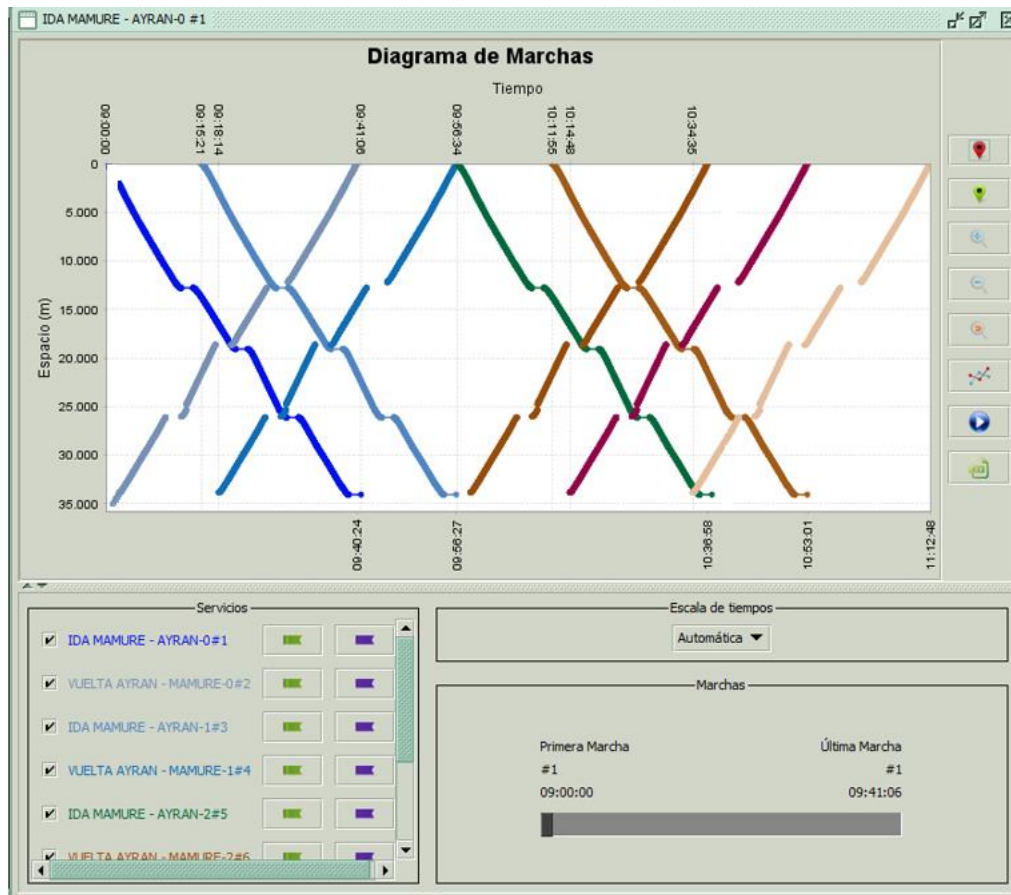 IDA MAMURE - AYRAN-0 #1
Diagrama de Marchas
Tiempo
09:00:00
09:15:21
09:18:14
09:41:06
09:56:34
10:11:55
10:14:48
10:34:35
Espacio (m)
0
5.000
10.000
15.000
20.000
25.000
30.000
35.000
09:40:24
09:56:27
10:36:58
10:53:01
11:12:48
Servicios
IDA MAMURE - AYRAN-0#1
VUELTA AYRAN - MAMURE-0#2
IDA MAMURE - AYRAN-1#3
VUELTA AYRAN - MAMURE-1#4
IDA MAMURE - AYRAN-2#5
VUELTA AYRAN - MAMURE-2#6
Escala de tiempos
Automática
Marchas
Primera Marcha Última Marcha
#1 #1
09:00:00 09:41:06